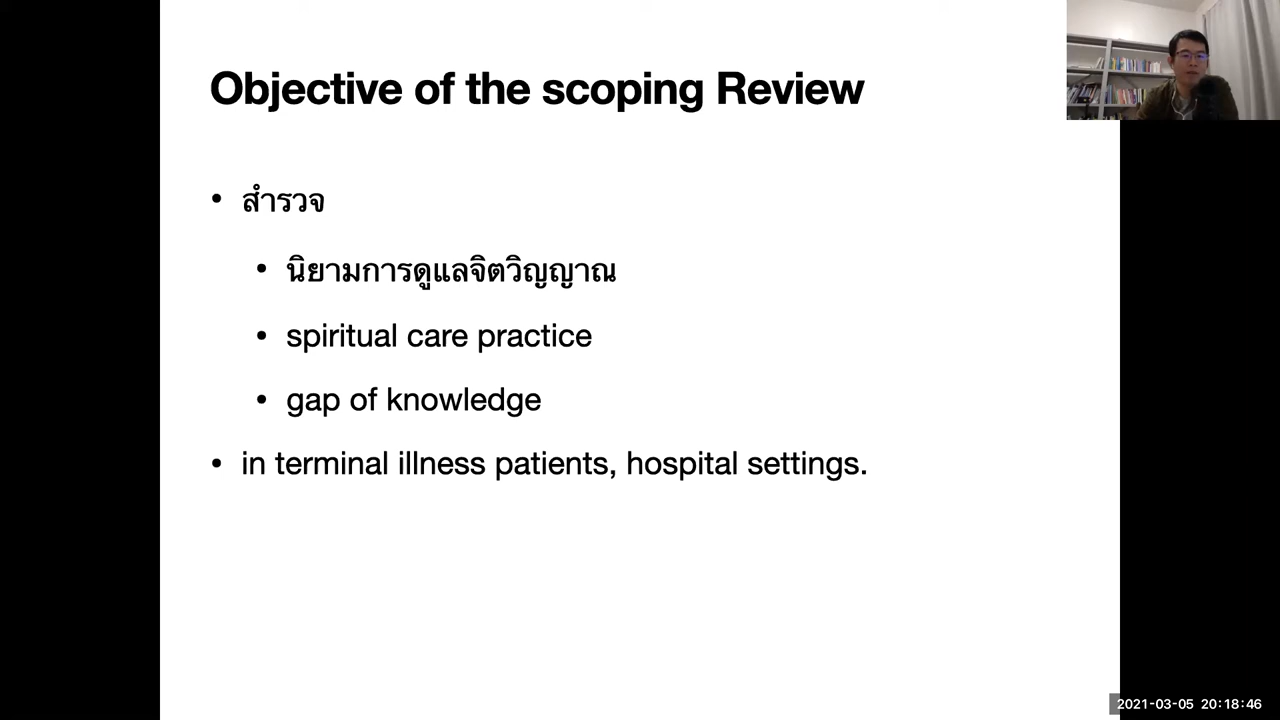 Objective of the scoping Review
• สำรวจ
• นิยามการดูแลจิตวิญญาณ
• spiritual care practice
• gap of knowledge
• in terminal illness patients, hospital settings.
2021-03-05 20:18:46